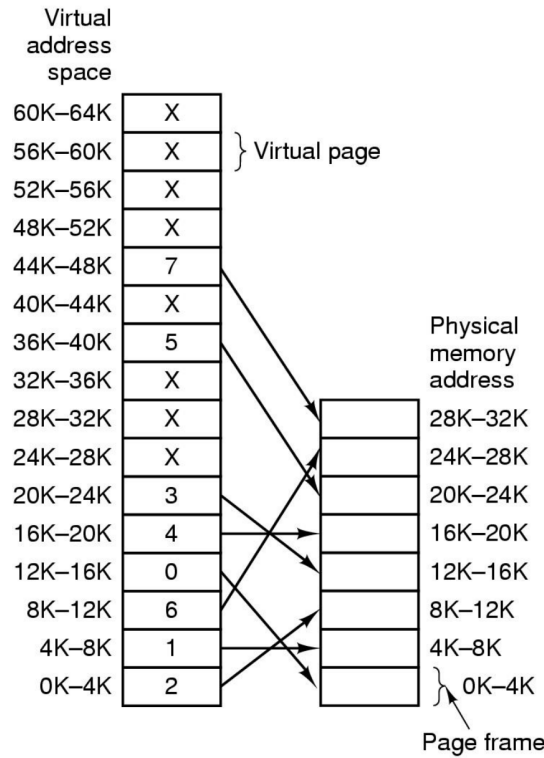 Virtual
address
space
60K–64K X
56K–60K X Virtual page
52K–56K X
48K–52K X
44K–48K 7
40K–44K X
36K–40K 5
32K–36K X
28K–32K X
24K–28K X
20K–24K 3
16K–20K 4
12K–16K 0
8K–12K 6
4K–8K 1
0K–4K 2
Physical
memory
address
28K–32K
24K–28K
20K–24K
16K–20K
12K–16K
8K–12K
4K–8K
0K–4K
Page frame